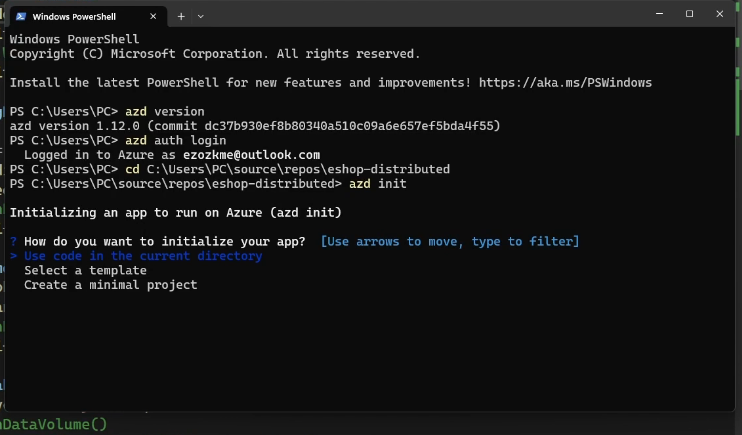 Windows PowerShell
Windows PowerShell
Copyright (C) Microsoft Corporation. All rights reserved.
Install the latest PowerShell for new features and improvements! https://aka.ms/PSWindows
PS C:\Users\PC> azd version
azd version 1.12.0 (commit dc37b930ef8b80340a510c09a6e657ef5bda4f55)
PS C:\Users\PC> azd auth login
Logged in to Azure as ezozkme@outlook.com
PS C:\Users\PC> cd C:\Users\PC\source\repos\eshop-distributed
PS C:\Users\PC\source\repos\eshop-distributed> azd init
Initializing an app to run on Azure (azd init)
? How do you want to initialize your app? [Use arrows to move, type to filter]
> Use code in the current directory
Select a template
Create a minimal project
DataVolume()